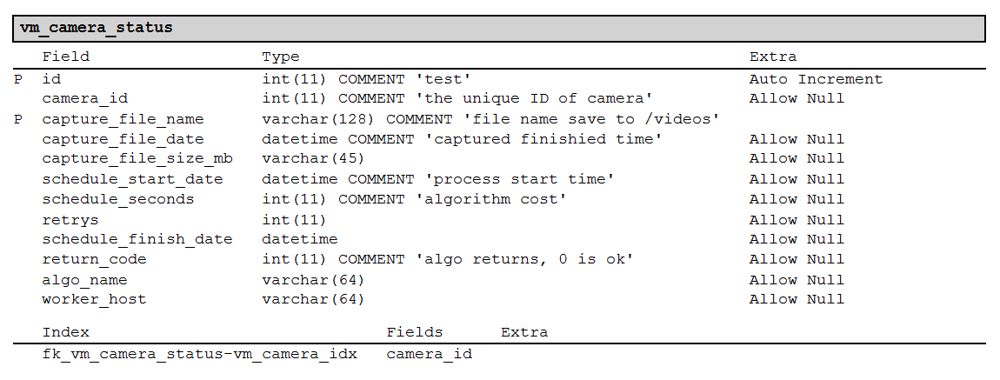 vm_camera_status
Field Type Extra
P id int(11) COMMENT 'test' Auto Increment
camera_id int(11) COMMENT 'the unique ID of camera' Allow Null
P capture_file_name varchar(128) COMMENT 'file name save to /videos'
capture_file_date datetime COMMENT 'captured finishied time' Allow Null
capture_file_size_mb varchar(45) Allow Null
schedule_start_date datetime COMMENT 'process start time' Allow Null
schedule_seconds int(11) COMMENT 'algorithm cost' Allow Null
retrys int(11) Allow Null
schedule_finish_date datetime Allow Null
return_code int(11) COMMENT 'algo returns, 0 is ok' Allow Null
algo_name varchar(64) Allow Null
worker_host varchar(64) Allow Null
Index Fields Extra
fk_vm_camera_status-vm_camera_idx camera_id